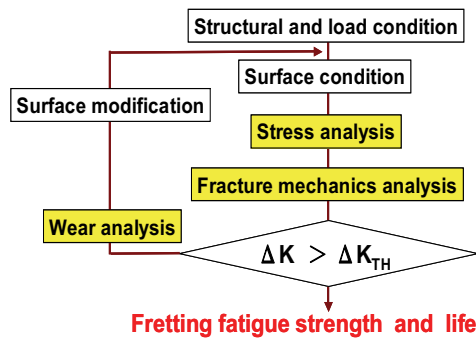 Structural and load condition
Surface condition
Surface modification
Stress analysis
Fracture mechanics analysis
Wear analysis
ΔK > ΔK_TH
Fretting fatigue strength and life